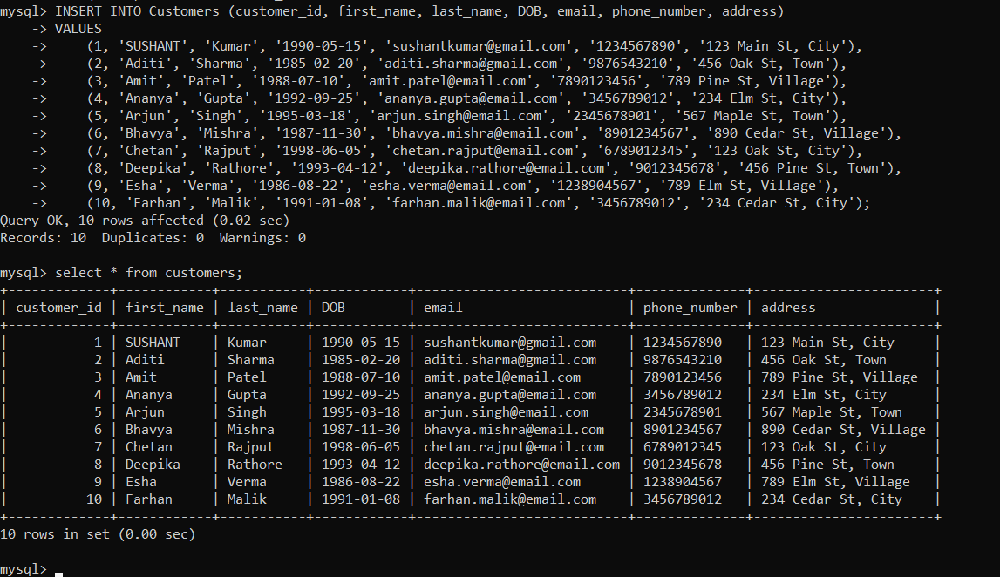 mysql> INSERT INTO Customers (customer_id, first_name, last_name, DOB, email, phone_number, address)
    -> VALUES
    ->     (1, 'SUSHANT', 'Kumar', '1990-05-15', 'sushantkumar@gmail.com', '1234567890', '123 Main St, City'),
    ->     (2, 'Aditi', 'Sharma', '1985-02-20', 'aditi.sharma@gmail.com', '9876543210', '456 Oak St, Town'),
    ->     (3, 'Amit', 'Patel', '1988-07-10', 'amit.patel@email.com', '7890123456', '789 Pine St, Village'),
    ->     (4, 'Ananya', 'Gupta', '1992-09-25', 'ananya.gupta@email.com', '3456789012', '234 Elm St, City'),
    ->     (5, 'Arjun', 'Singh', '1995-03-18', 'arjun.singh@email.com', '2345678901', '567 Maple St, Town'),
    ->     (6, 'Bhavya', 'Mishra', '1987-11-30', 'bhavya.mishra@email.com', '8901234567', '890 Cedar St, Village'),
    ->     (7, 'Chetan', 'Rajput', '1998-06-05', 'chetan.rajput@email.com', '6789012345', '123 Oak St, City'),
    ->     (8, 'Deepika', 'Rathore', '1993-04-12', 'deepika.rathore@email.com', '9012345678', '456 Pine St, Town'),
    ->     (9, 'Esha', 'Verma', '1986-08-22', 'esha.verma@email.com', '1238904567', '789 Elm St, Village'),
    ->     (10, 'Farhan', 'Malik', '1991-01-08', 'farhan.malik@email.com', '3456789012', '234 Cedar St, City');
Query OK, 10 rows affected (0.02 sec)
Records: 10  Duplicates: 0  Warnings: 0
mysql> select * from customers;
+-------------+------------+-----------+------------+---------------------------+--------------+-----------------------+
| customer_id | first_name | last_name | DOB        | email                     | phone_number | address               |
+-------------+------------+-----------+------------+---------------------------+--------------+-----------------------+
|           1 | SUSHANT    | Kumar     | 1990-05-15 | sushantkumar@gmail.com    | 1234567890   | 123 Main St, City     |
|           2 | Aditi      | Sharma    | 1985-02-20 | aditi.sharma@gmail.com    | 9876543210   | 456 Oak St, Town      |
|           3 | Amit       | Patel     | 1988-07-10 | amit.patel@email.com      | 7890123456   | 789 Pine St, Village  |
|           4 | Ananya     | Gupta     | 1992-09-25 | ananya.gupta@email.com    | 3456789012   | 234 Elm St, City      |
|           5 | Arjun      | Singh     | 1995-03-18 | arjun.singh@email.com     | 2345678901   | 567 Maple St, Town    |
|           6 | Bhavya     | Mishra    | 1987-11-30 | bhavya.mishra@email.com   | 8901234567   | 890 Cedar St, Village |
|           7 | Chetan     | Rajput    | 1998-06-05 | chetan.rajput@email.com   | 6789012345   | 123 Oak St, City      |
|           8 | Deepika    | Rathore   | 1993-04-12 | deepika.rathore@email.com | 9012345678   | 456 Pine St, Town     |
|           9 | Esha       | Verma     | 1986-08-22 | esha.verma@email.com      | 1238904567   | 789 Elm St, Village   |
|          10 | Farhan     | Malik     | 1991-01-08 | farhan.malik@email.com    | 3456789012   | 234 Cedar St, City    |
+-------------+------------+-----------+------------+---------------------------+--------------+-----------------------+
10 rows in set (0.00 sec)
mysql>